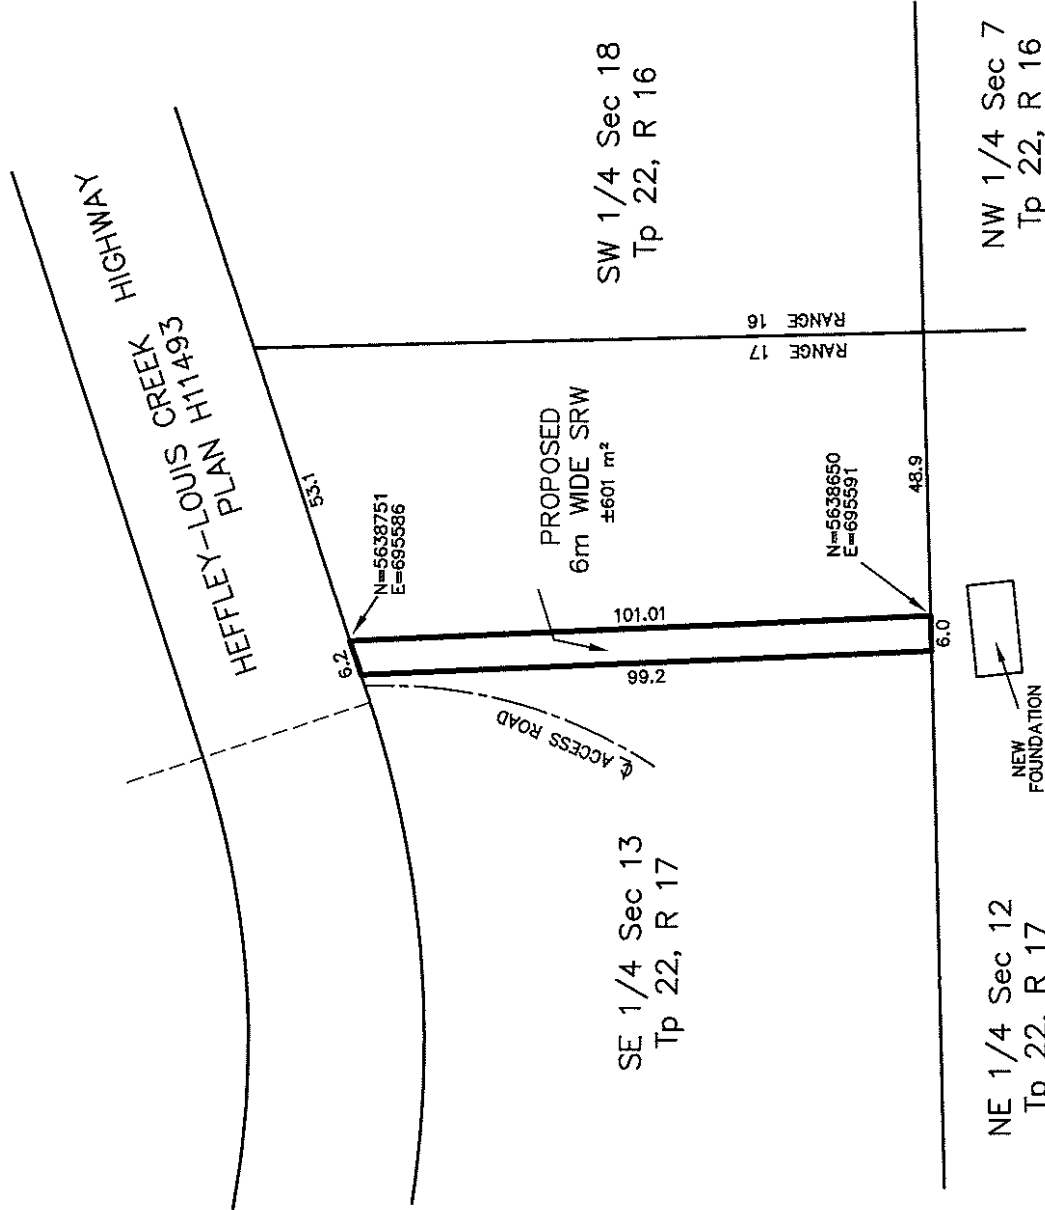 HEFFLEY-LOUIS CREEK HIGHWAY
PLAN H11493
SW 1/4 Sec 18
Tp 22, R 16
NW 1/4 Sec 7
Tp 22, R 16
RANGE 16
RANGE 17
53.1
N=5638751
E=695586
PROPOSED
6m WIDE SRW
±601 m²
N=5638650
E=695591
48.9
6.2
101.01
99.2
6.0
℄ ACCESS ROAD
NEW
FOUNDATION
SE 1/4 Sec 13
Tp 22, R 17
NE 1/4 Sec 12
Tp 22, R 17